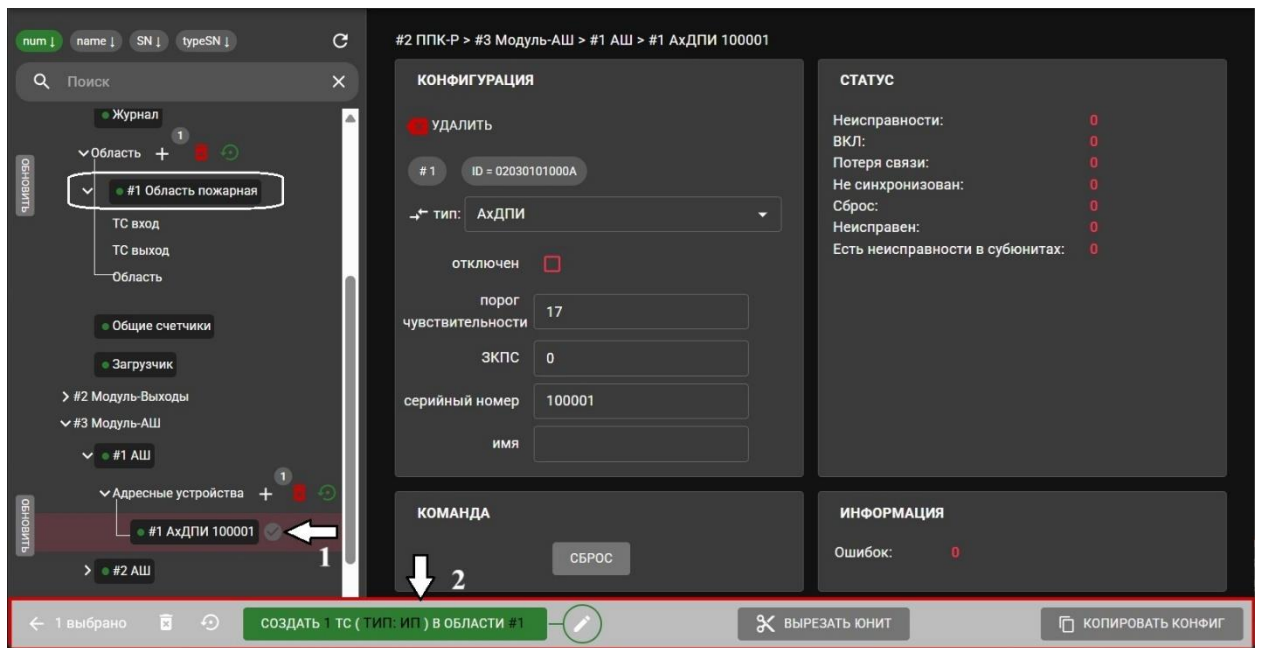 num ↓ name ↓ SN ↓ typeSN ↓
Поиск
Журнал
1
Область +
ОБНОВИТЬ
#1 Область пожарная
ТС вход
ТС выход
Область
Общие счетчики
Загрузчик
#2 Модуль-Выходы
#3 Модуль-АШ
#1 АШ
1
Адресные устройства +
ОБНОВИТЬ
#1 АхДПИ 100001
1
#2 АШ
#2 ППК-Р > #3 Модуль-АШ > #1 АШ > #1 АхДПИ 100001
КОНФИГУРАЦИЯ
УДАЛИТЬ
# 1 ID = 02030101000A
тип: АхДПИ
отключен
порог
чувствительности 17
ЗКПС 0
серийный номер 100001
имя
КОМАНДА
СБРОС
2
СТАТУС
Неисправности: 0
ВКЛ: 0
Потеря связи: 0
Не синхронизован: 0
Сброс: 0
Неисправен: 0
Есть неисправности в субюнитах: 0
ИНФОРМАЦИЯ
Ошибок: 0
← 1 выбрано СОЗДАТЬ 1 ТС ( ТИП: ИП ) В ОБЛАСТИ #1 ВЫРЕЗАТЬ ЮНИТ КОПИРОВАТЬ КОНФИГ